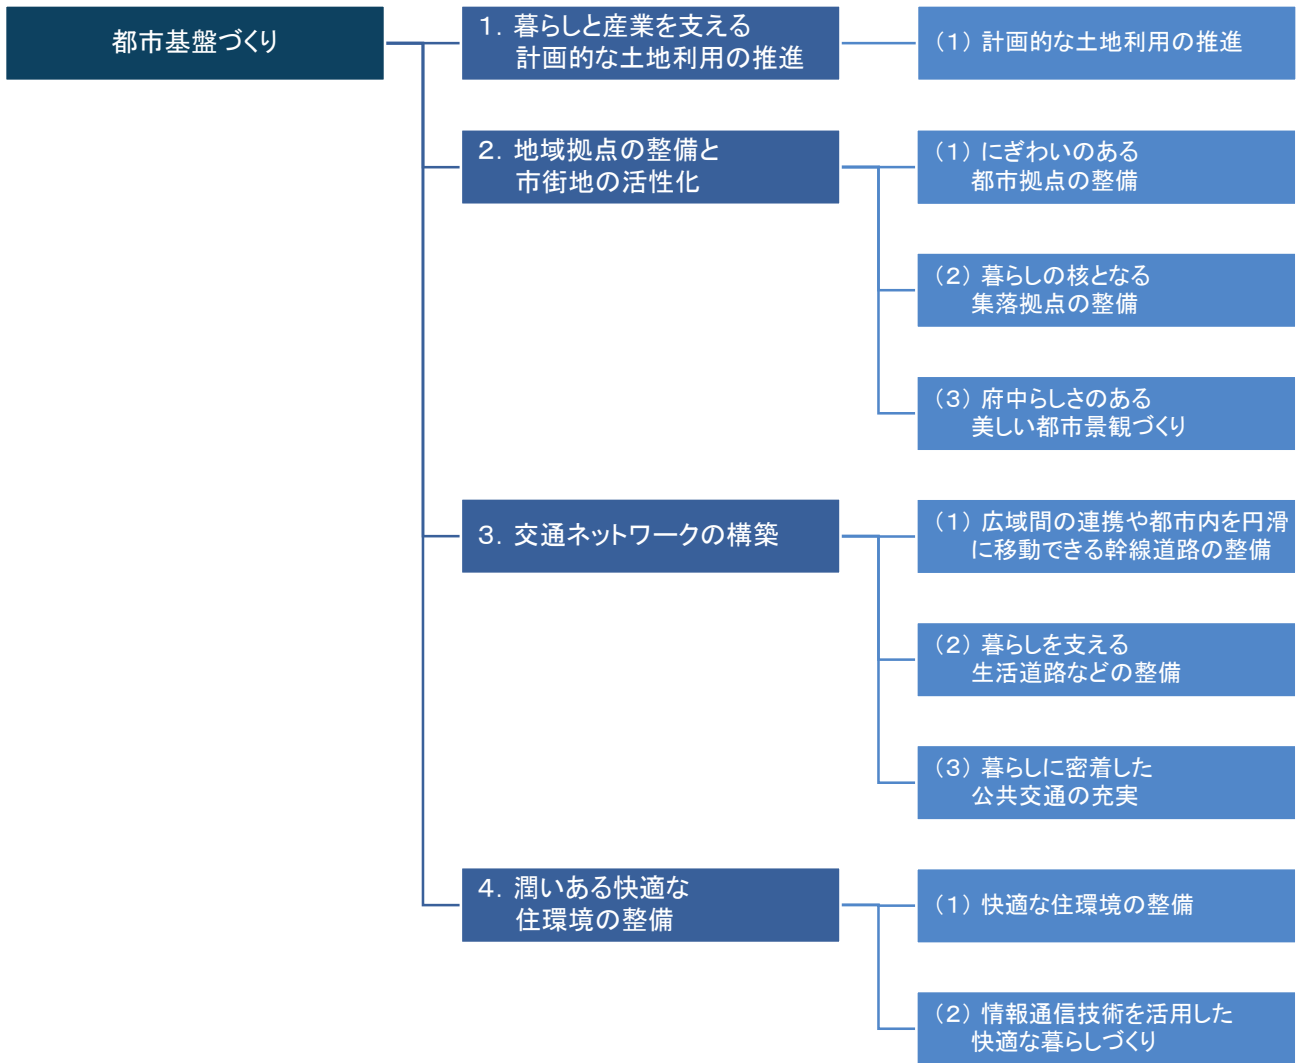 都市基盤づくり
1．暮らしと産業を支える
計画的な土地利用の推進
（1）計画的な土地利用の推進
2．地域拠点の整備と
市街地の活性化
（1）にぎわいのある
都市拠点の整備
（2）暮らしの核となる
集落拠点の整備
（3）府中らしさのある
美しい都市景観づくり
3．交通ネットワークの構築
（1）広域間の連携や都市内を円滑
に移動できる幹線道路の整備
（2）暮らしを支える
生活道路などの整備
（3）暮らしに密着した
公共交通の充実
4．潤いある快適な
住環境の整備
（1）快適な住環境の整備
（2）情報通信技術を活用した
快適な暮らしづくり